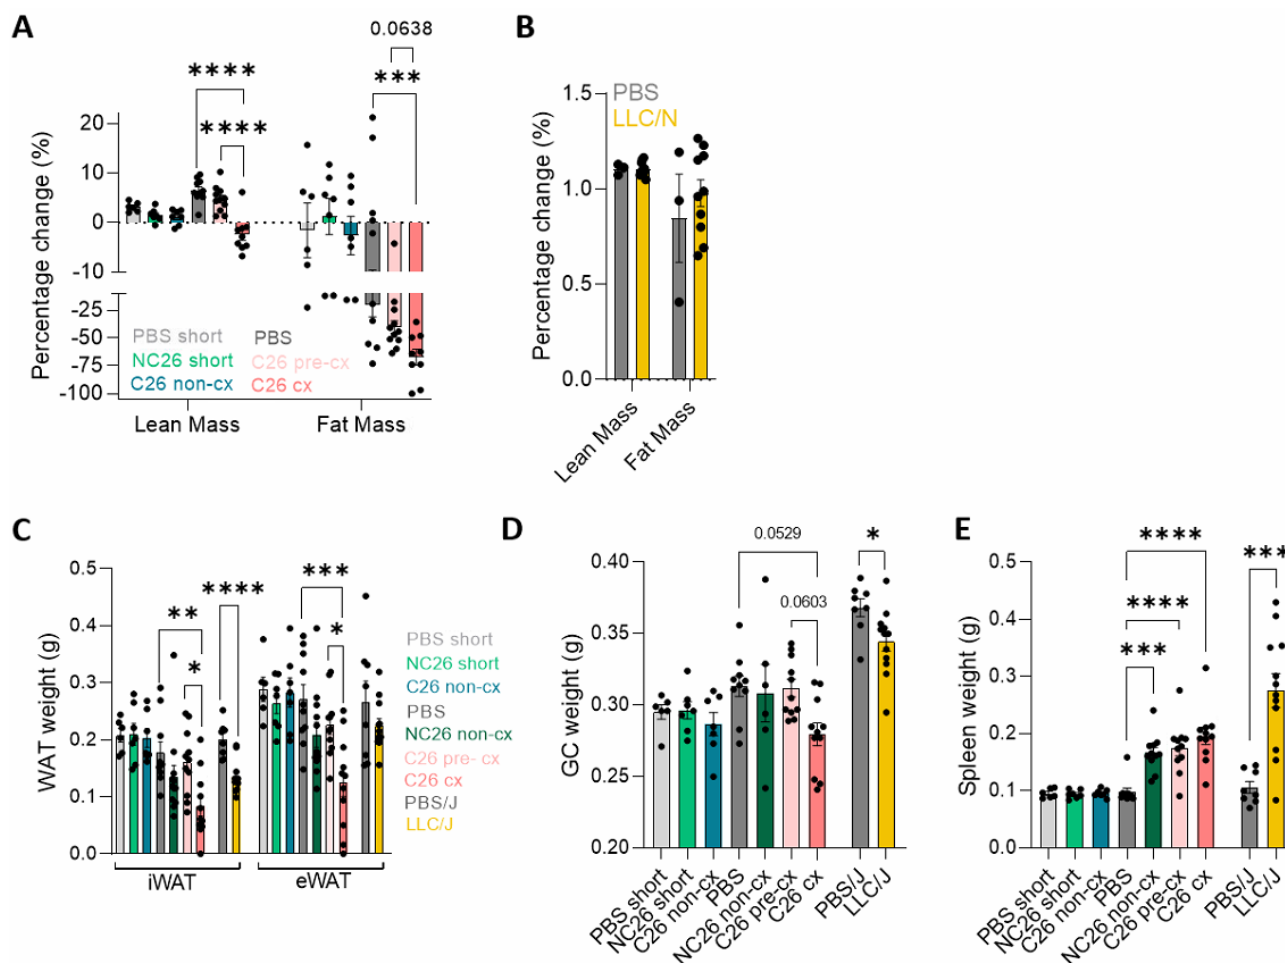 A
0.0638
****
***
****
Percentage change (%)
20
10
0
-10
-25
-50
-75
-100
PBS short
PBS
NC26 short
C26 pre-cx
C26 non-cx
C26 cx
Lean Mass
Fat Mass
B
PBS
LLC/N
Percentage change (%)
1.5
1.0
0.5
0.0
Lean Mass
Fat Mass
C
WAT weight (g)
0.5
0.4
0.3
0.2
0.1
0.0
**
*
****
***
*
iWAT
eWAT
PBS short
NC26 short
C26 non-cx
PBS
NC26 non-cx
C26 pre- cx
C26 cx
PBS/J
LLC/J
D
GC weight (g)
0.40
0.35
0.30
0.25
0.20
0.0529
0.0603
*
PBS short
NC26 short
C26 non-cx
PBS
NC26 non-cx
C26 pre-cx
C26 cx
PBS/J
LLC/J
E
Spleen weight (g)
0.5
0.4
0.3
0.2
0.1
0.0
****
****
***
***
PBS short
NC26 short
C26 non-cx
PBS
NC26 non-cx
C26 pre-cx
C26 cx
PBS/J
LLC/J